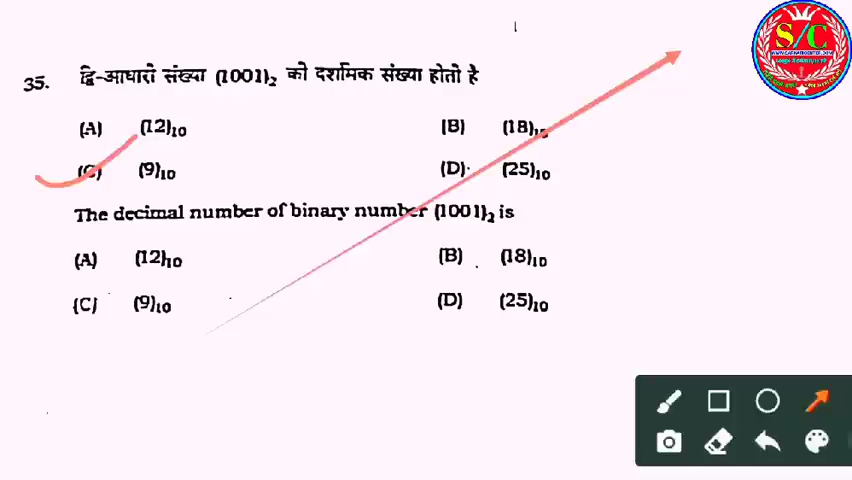 35. द्वि-आधारी संख्या (1001)₂ को दशमिक संख्या होतो है
(A) (12)₁₀ (B) (18)₁₀
(C) (9)₁₀ (D) (25)₁₀
The decimal number of binary number (1001)₂ is
(A) (12)₁₀ (B) (18)₁₀
(C) (9)₁₀ (D) (25)₁₀
S/C